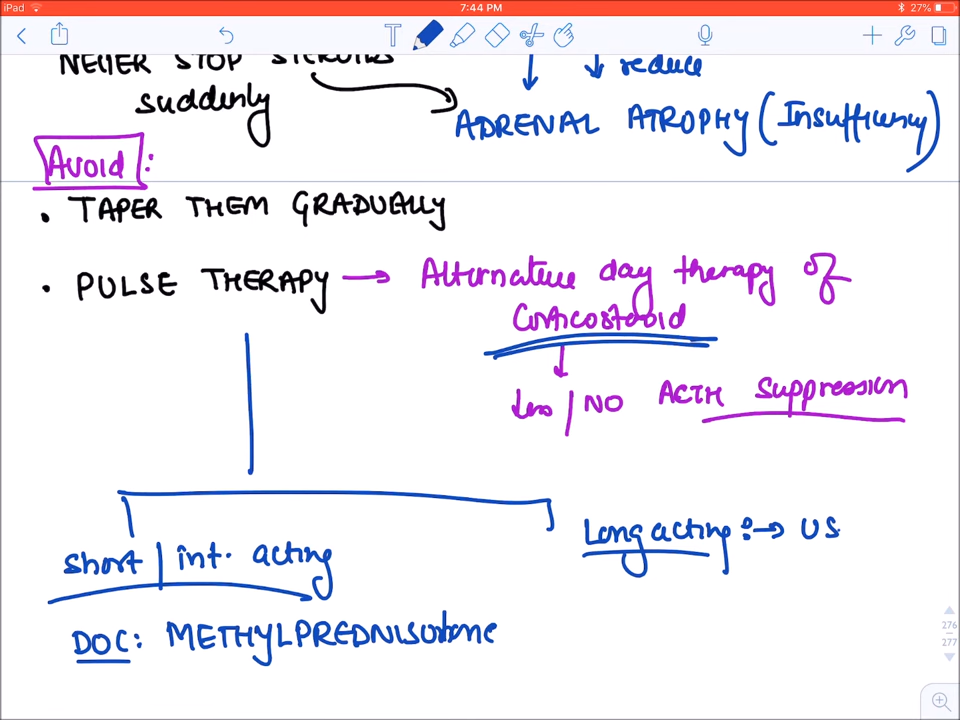 iPad 7:44 PM 27%
T
NEVER STOP STEROIDS
suddenly
↓ ↓ reduce
ADRENAL ATROPHY (Insufficiency)
Avoid:
• TAPER THEM GRADUALLY
• PULSE THERAPY → Alternative day therapy of
Corticosteroid
↓
less / NO ACTH Suppression
short | int. acting
Long acting :→ US
DOC: METHYLPREDNISOLONE
276
277